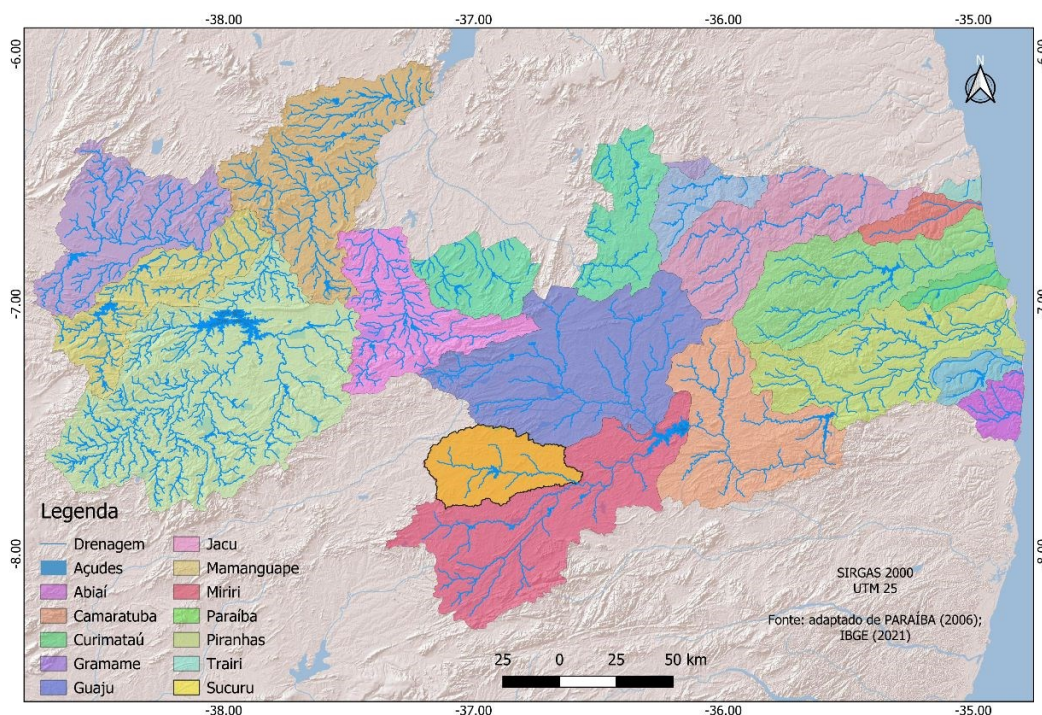 -38.00 -37.00 -36.00 -35.00
-6.00 -6.00
N
-7.00 -7.00
-8.00 -8.00
Legenda
Drenagem
Açudes
Abiaí
Camaratuba
Curimataú
Gramame
Guaju
Jacu
Mamanguape
Miriri
Paraíba
Piranhas
Trairi
Sucuru
SIRGAS 2000
UTM 25
Fonte: adaptado de PARAÍBA (2006);
IBGE (2021)
25 0 25 50 km
-38.00 -37.00 -36.00 -35.00